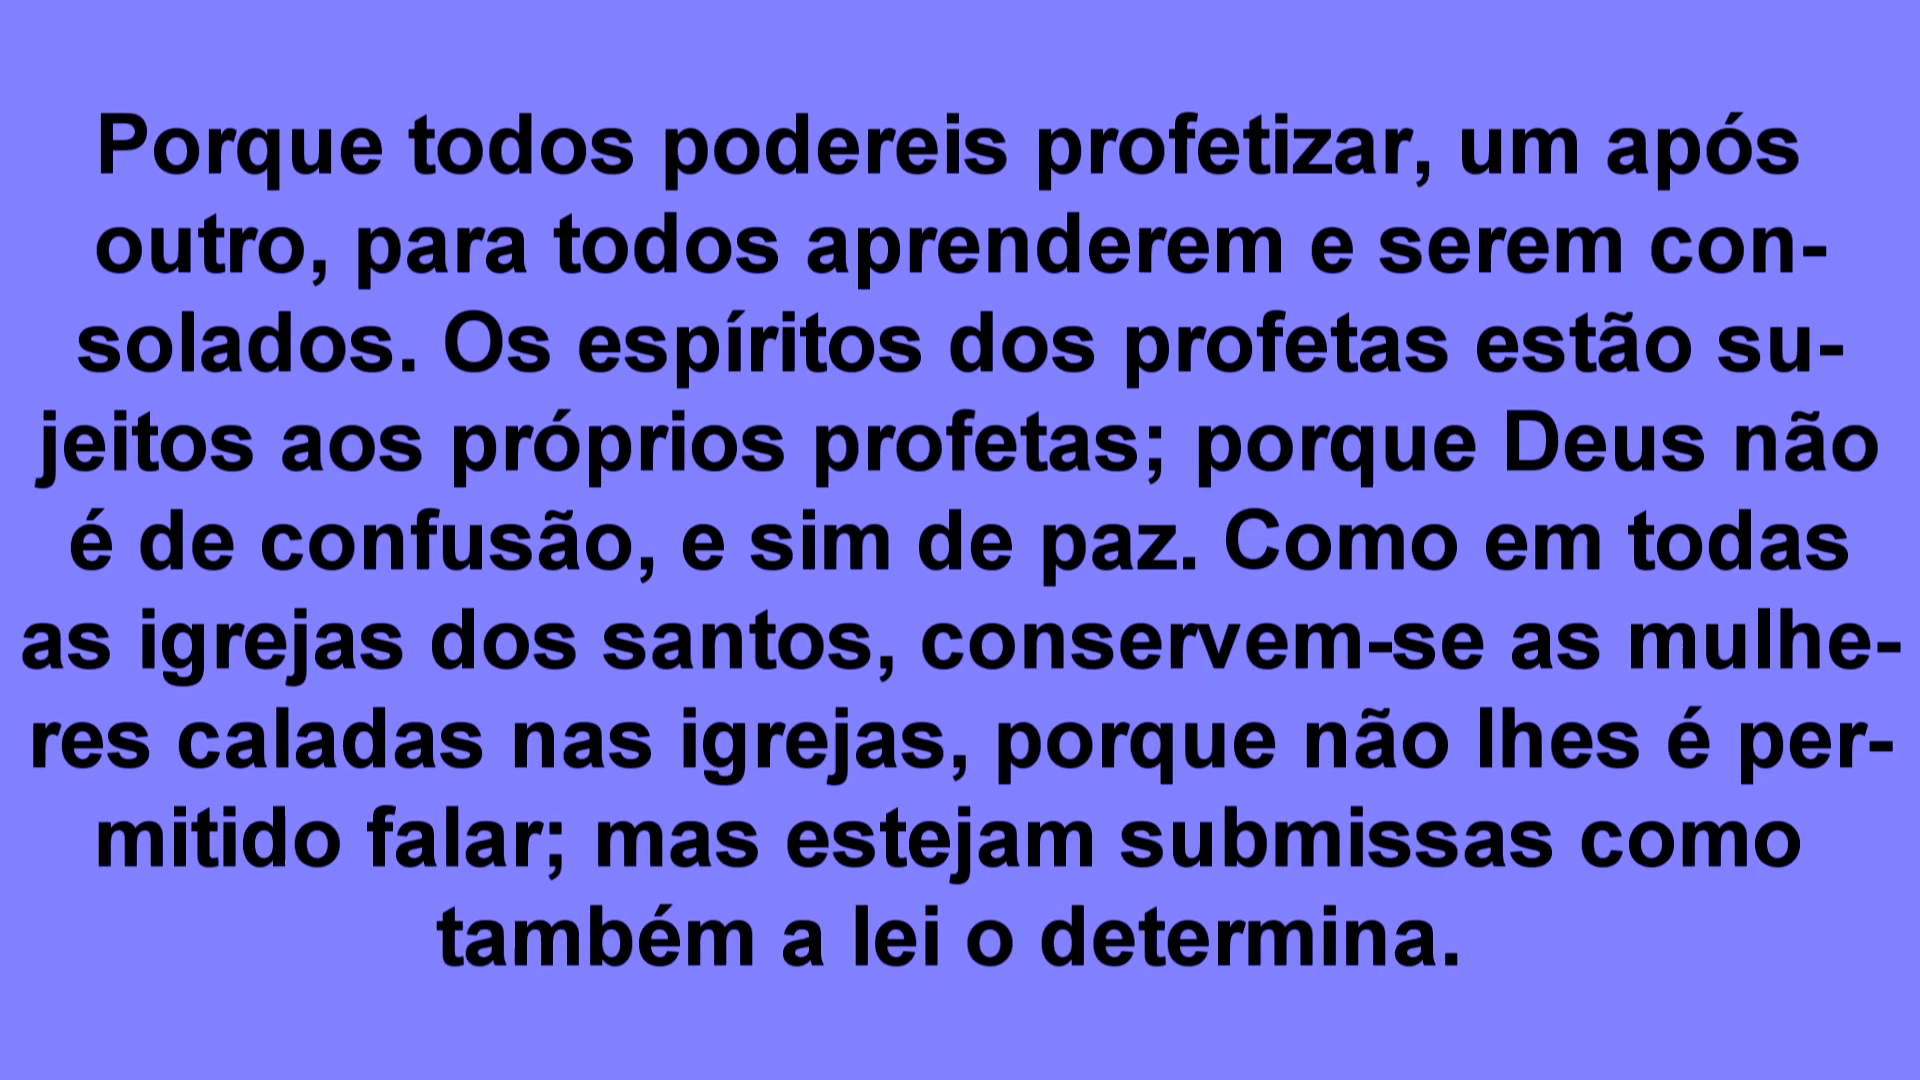 Porque todos podereis profetizar, um após
outro, para todos aprenderem e serem con-
solados. Os espíritos dos profetas estão su-
jeitos aos próprios profetas; porque Deus não
é de confusão, e sim de paz. Como em todas
as igrejas dos santos, conservem-se as mulhe-
res caladas nas igrejas, porque não lhes é per-
mitido falar; mas estejam submissas como
também a lei o determina.